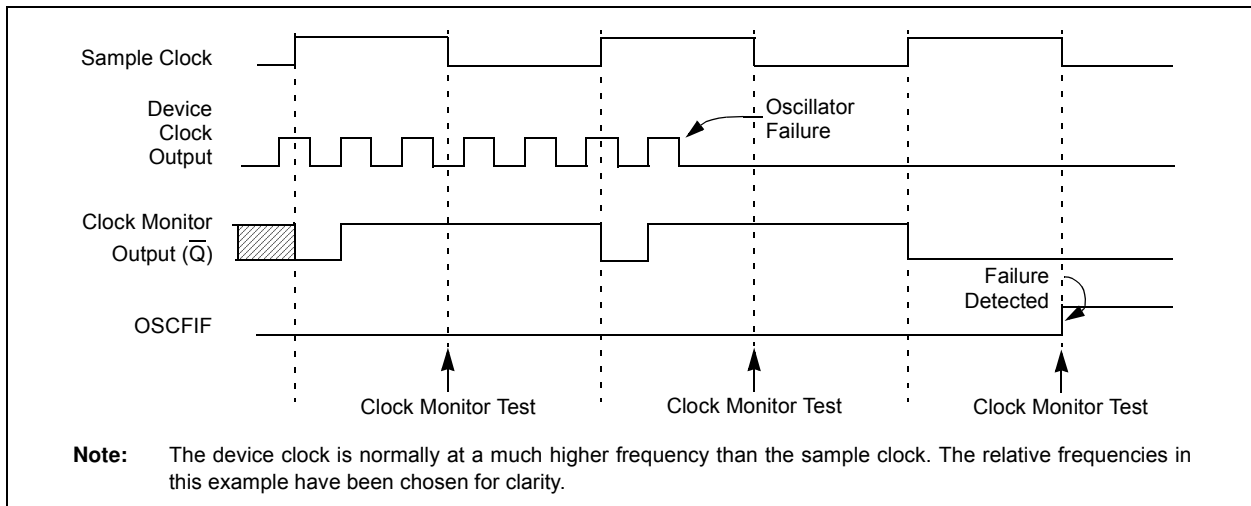 Sample Clock
Device
Clock
Output
Oscillator
Failure
Clock Monitor
Output (Q̅)
Failure
Detected
OSCFIF
Clock Monitor Test
Clock Monitor Test
Clock Monitor Test
Note: The device clock is normally at a much higher frequency than the sample clock. The relative frequencies in
this example have been chosen for clarity.